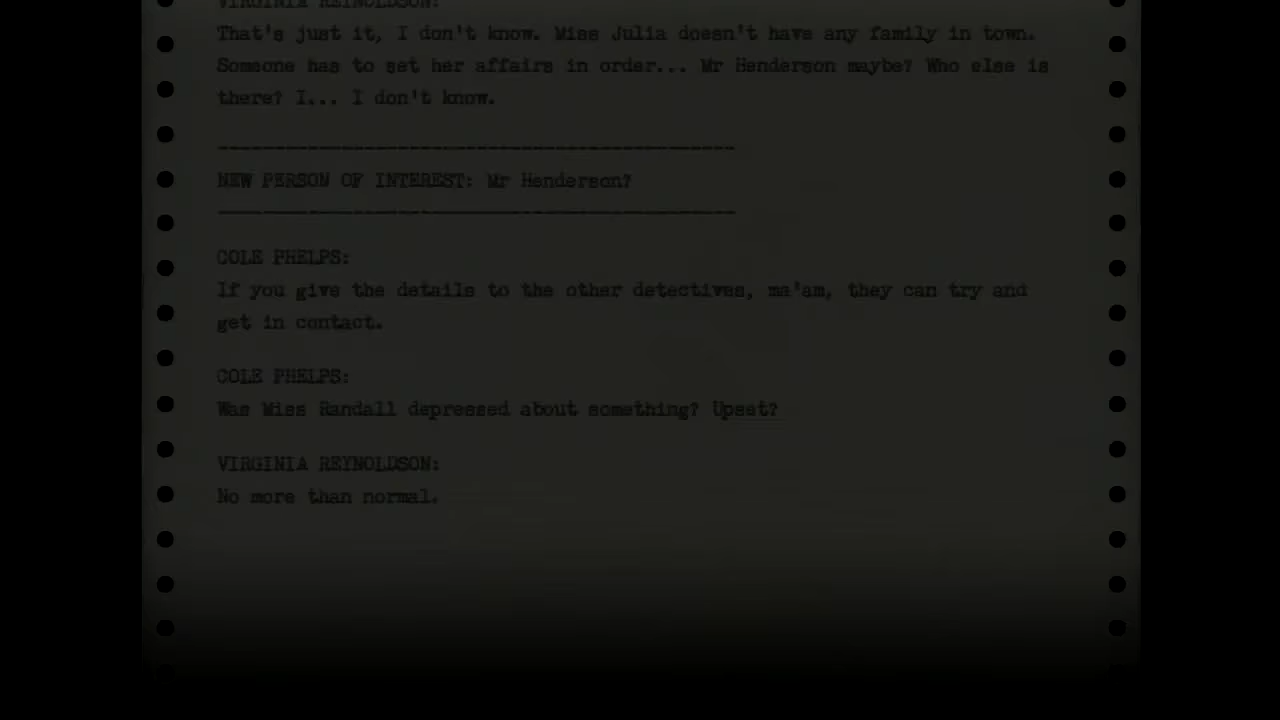 VIRGINIA REYNOLDSON:
That's just it, I don't know. Miss Julia doesn't have any family in town.
Someone has to set her affairs in order... Mr Henderson maybe? Who else is
there? I... I don't know.
----------------------------------------------
NEW PERSON OF INTEREST: Mr Henderson?
----------------------------------------------
COLE PHELPS:
If you give the details to the other detectives, ma'am, they can try and
get in contact.
COLE PHELPS:
Was Miss Randall depressed about something? Upset?
VIRGINIA REYNOLDSON:
No more than normal.